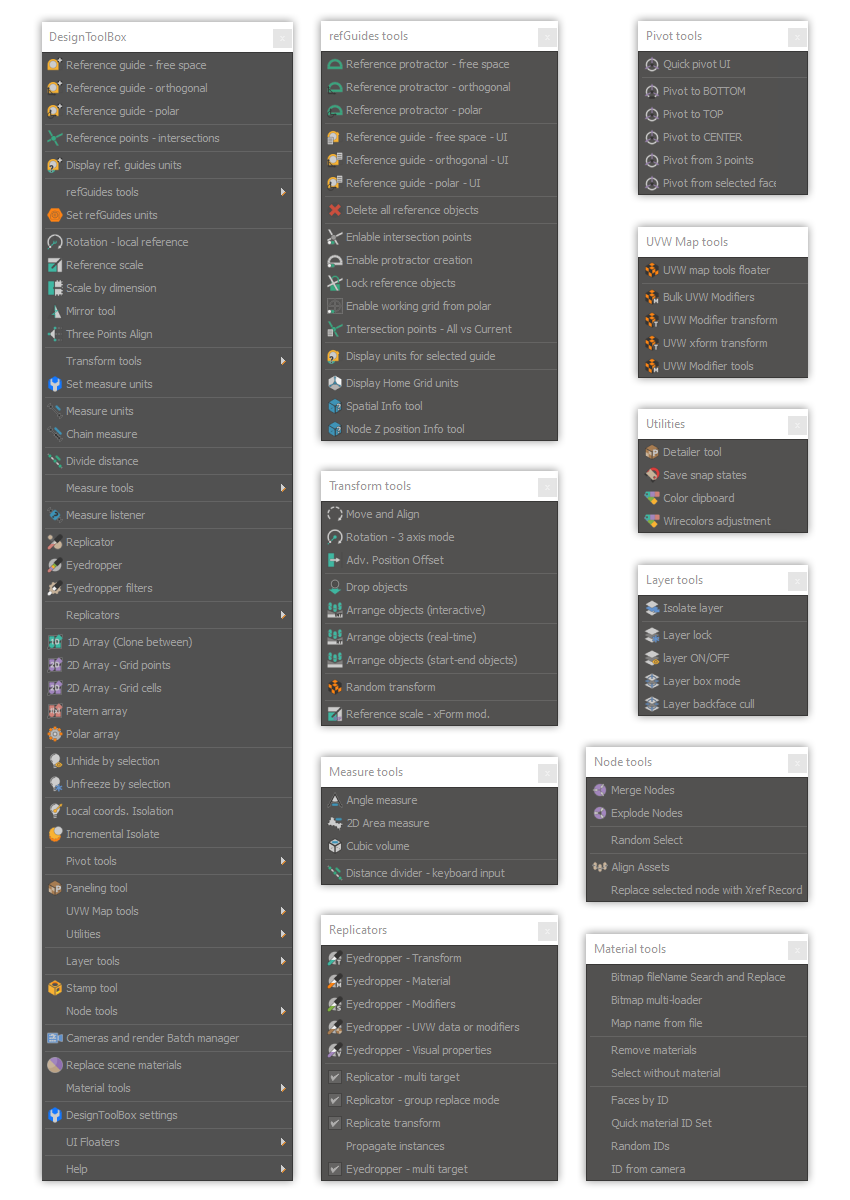 DesignToolBox
Reference guide - free space
Reference guide - orthogonal
Reference guide - polar
Reference points - intersections
Display ref. guides units
refGuides tools
Set refGuides units
Rotation - local reference
Reference scale
Scale by dimension
Mirror tool
Three Points Align
Transform tools
Set measure units
Measure units
Chain measure
Divide distance
Measure tools
Measure listener
Replicator
Eyedropper
Eyedropper filters
Replicators
1D Array (Clone between)
2D Array - Grid points
2D Array - Grid cells
Patern array
Polar array
Unhide by selection
Unfreeze by selection
Local coords. Isolation
Incremental Isolate
Pivot tools
Paneling tool
UVW Map tools
Utilities
Layer tools
Stamp tool
Node tools
Cameras and render Batch manager
Replace scene materials
Material tools
DesignToolBox settings
UI Floaters
Help
refGuides tools
Reference protractor - free space
Reference protractor - orthogonal
Reference protractor - polar
Reference guide - free space - UI
Reference guide - orthogonal - UI
Reference guide - polar - UI
Delete all reference objects
Enlable intersection points
Enable protractor creation
Lock reference objects
Enable working grid from polar
Intersection points - All vs Current
Display units for selected guide
Display Home Grid units
Spatial Info tool
Node Z position Info tool
Transform tools
Move and Align
Rotation - 3 axis mode
Adv. Position Offset
Drop objects
Arrange objects (interactive)
Arrange objects (real-time)
Arrange objects (start-end objects)
Random transform
Reference scale - xForm mod.
Measure tools
Angle measure
2D Area measure
Cubic volume
Distance divider - keyboard input
Replicators
Eyedropper - Transform
Eyedropper - Material
Eyedropper - Modifiers
Eyedropper - UVW data or modifiers
Eyedropper - Visual properties
Replicator - multi target
Replicator - group replace mode
Replicate transform
Propagate instances
Eyedropper - multi target
Pivot tools
Quick pivot UI
Pivot to BOTTOM
Pivot to TOP
Pivot to CENTER
Pivot from 3 points
Pivot from selected face
UVW Map tools
UVW map tools floater
Bulk UVW Modifiers
UVW Modifier transform
UVW xform transform
UVW Modifier tools
Utilities
Detailer tool
Save snap states
Color clipboard
Wirecolors adjustment
Layer tools
Isolate layer
Layer lock
layer ON/OFF
Layer box mode
Layer backface cull
Node tools
Merge Nodes
Explode Nodes
Random Select
Align Assets
Replace selected node with Xref Record
Material tools
Bitmap fileName Search and Replace
Bitmap multi-loader
Map name from file
Remove materials
Select without material
Faces by ID
Quick material ID Set
Random IDs
ID from camera